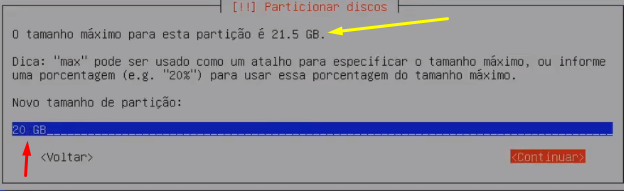 [!!] Particionar discos
O tamanho máximo para esta partição é 21.5 GB.
Dica: "max" pode ser usado como um atalho para especificar o tamanho máximo, ou informe
uma porcentagem (e.g. "20%") para usar essa porcentagem do tamanho máximo.
Novo tamanho de partição:
20 GB
<Voltar> <Continuar>